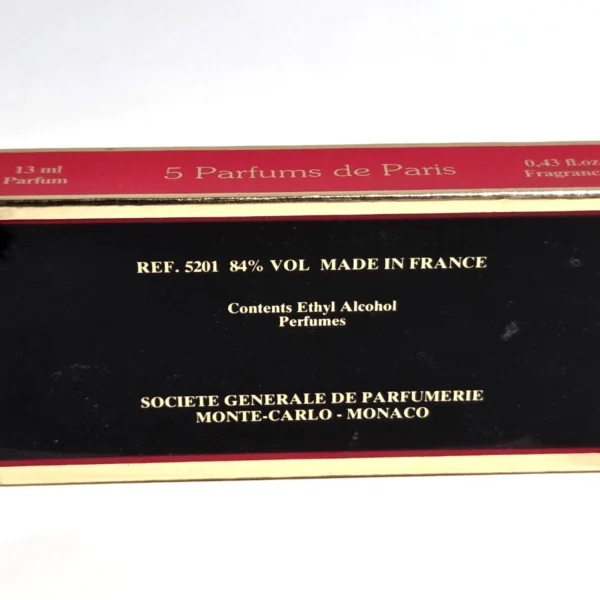 13 ml 5 Parfums de Paris 0,43 fl.oz
Parfum Fragranc
REF. 5201 84% VOL MADE IN FRANCE
Contents Ethyl Alcohol
Perfumes
SOCIETE GENERALE DE PARFUMERIE
MONTE-CARLO - MONACO